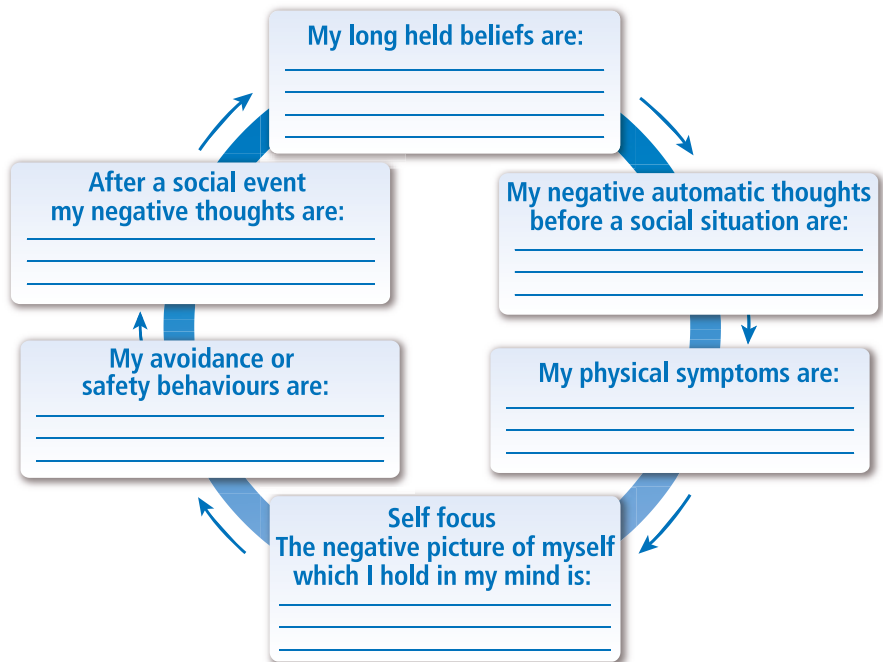 My long held beliefs are:
My negative automatic thoughts
before a social situation are:
My physical symptoms are:
Self focus
The negative picture of myself
which I hold in my mind is:
My avoidance or
safety behaviours are:
After a social event
my negative thoughts are: